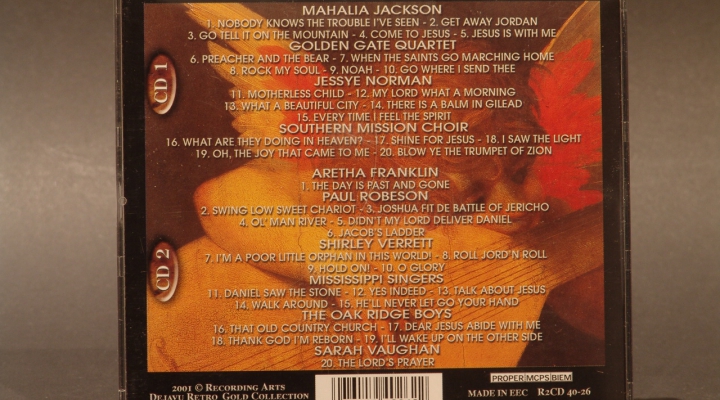 MAHALIA JACKSON
1. NOBODY KNOWS THE TROUBLE I'VE SEEN - 2. GET AWAY JORDAN
3. GO TELL IT ON THE MOUNTAIN - 4. COME TO JESUS - 5. JESUS IS WITH ME
GOLDEN GATE QUARTET
6. PREACHER AND THE BEAR - 7. WHEN THE SAINTS GO MARCHING HOME
8. ROCK MY SOUL - 9. NOAH - 10. GO WHERE I SEND THEE
CD 1
JESSYE NORMAN
11. MOTHERLESS CHILD - 12. MY LORD WHAT A MORNING
13. WHAT A BEAUTIFUL CITY - 14. THERE IS A BALM IN GILEAD
15. EVERY TIME I FEEL THE SPIRIT
SOUTHERN MISSION CHOIR
16. WHAT ARE THEY DOING IN HEAVEN? - 17. SHINE FOR JESUS - 18. I SAW THE LIGHT
19. OH, THE JOY THAT CAME TO ME - 20. BLOW YE THE TRUMPET OF ZION
ARETHA FRANKLIN
1. THE DAY IS PAST AND GONE
PAUL ROBESON
2. SWING LOW SWEET CHARIOT - 3. JOSHUA FIT DE BATTLE OF JERICHO
4. OL' MAN RIVER - 5. DIDN'T MY LORD DELIVER DANIEL
6. JACOB'S LADDER
SHIRLEY VERRETT
7. I'M A POOR LITTLE ORPHAN IN THIS WORLD! - 8. ROLL JORD'N ROLL
9. HOLD ON! - 10. O GLORY
CD 2
MISSISSIPPI SINGERS
11. DANIEL SAW THE STONE - 12. YES INDEED - 13. TALK ABOUT JESUS
14. WALK AROUND - 15. HE'LL NEVER LET GO YOUR HAND
THE OAK RIDGE BOYS
16. THAT OLD COUNTRY CHURCH - 17. DEAR JESUS ABIDE WITH ME
18. THANK GOD I'M REBORN - 19. I'LL WAKE UP ON THE OTHER SIDE
SARAH VAUGHAN
20. THE LORD'S PRAYER
2001 © RECORDING ARTS
DEJAVU RETRO GOLD COLLECTION
PROPER MCPS BIEM
MADE IN EEC R2CD 40-26